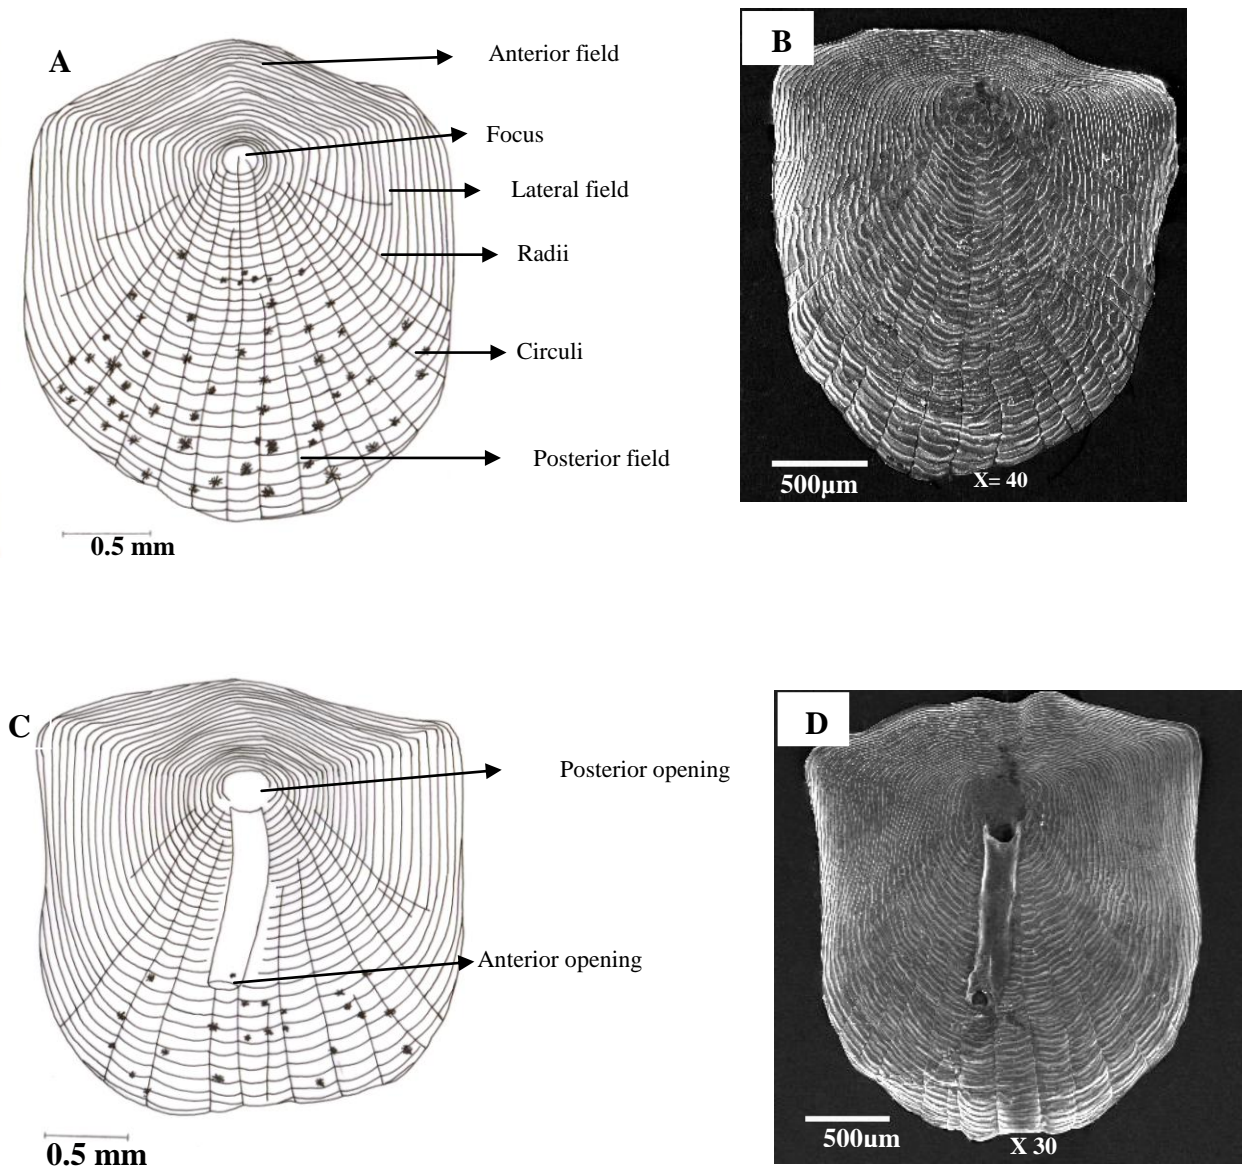 A
Anterior field
Focus
Lateral field
Radii
Circuli
Posterior field
0.5 mm
B
500µm
X= 40
C
Posterior opening
Anterior opening
0.5 mm
D
500um
X 30